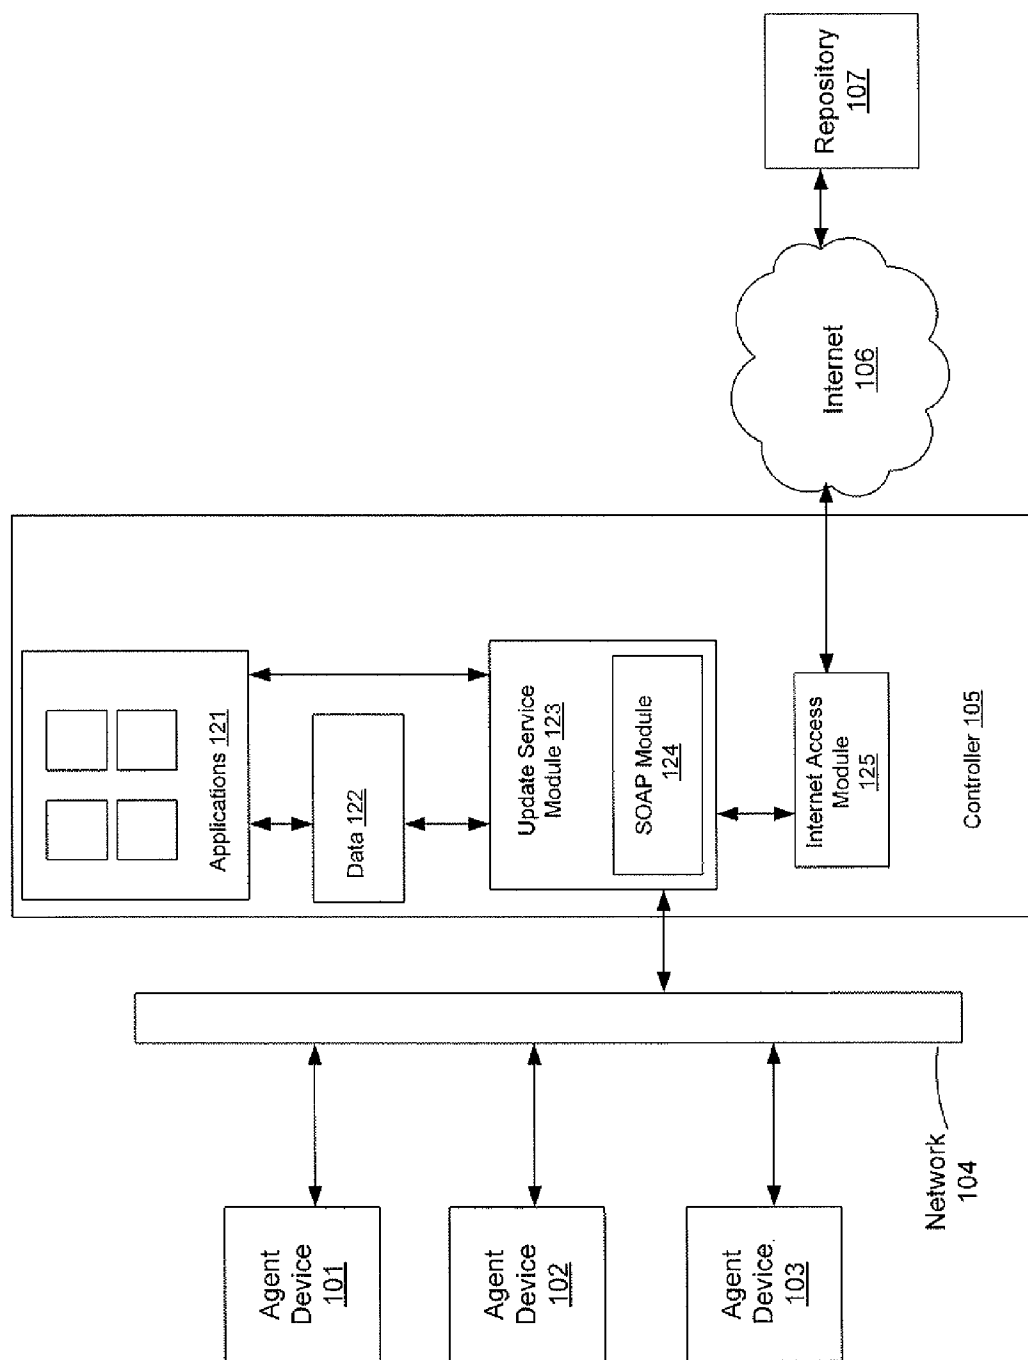 Agent
Device
101
Agent
Device
102
Agent
Device.
103
Network
104
Applications 121
Data 122
Update Service
Module 123
SOAP Module
124
Internet Access
Module
125
Controller 105
Internet
106
Repository
107